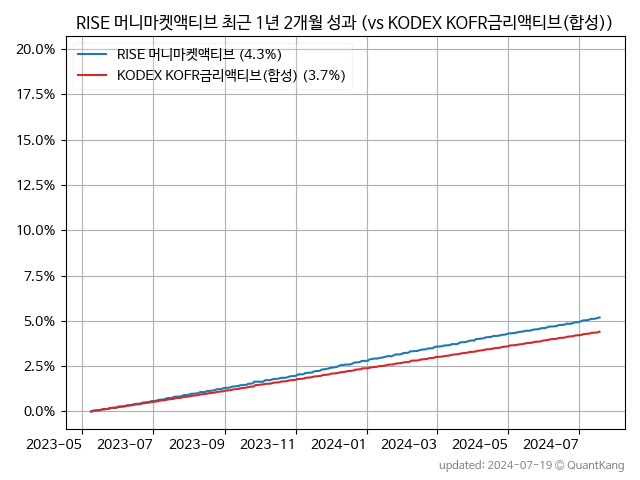 RISE 머니마켓액티브 최근 1년 2개월 성과 (vs KODEX KOFR금리액티브(합성))
20.0%
17.5%
15.0%
12.5%
10.0%
7.5%
5.0%
2.5%
0.0%
RISE 머니마켓액티브 (4.3%)
KODEX KOFR금리액티브(합성) (3.7%)
2023-05 2023-07 2023-09 2023-11 2024-01 2024-03 2024-05 2024-07
updated: 2024-07-19 © QuantKang